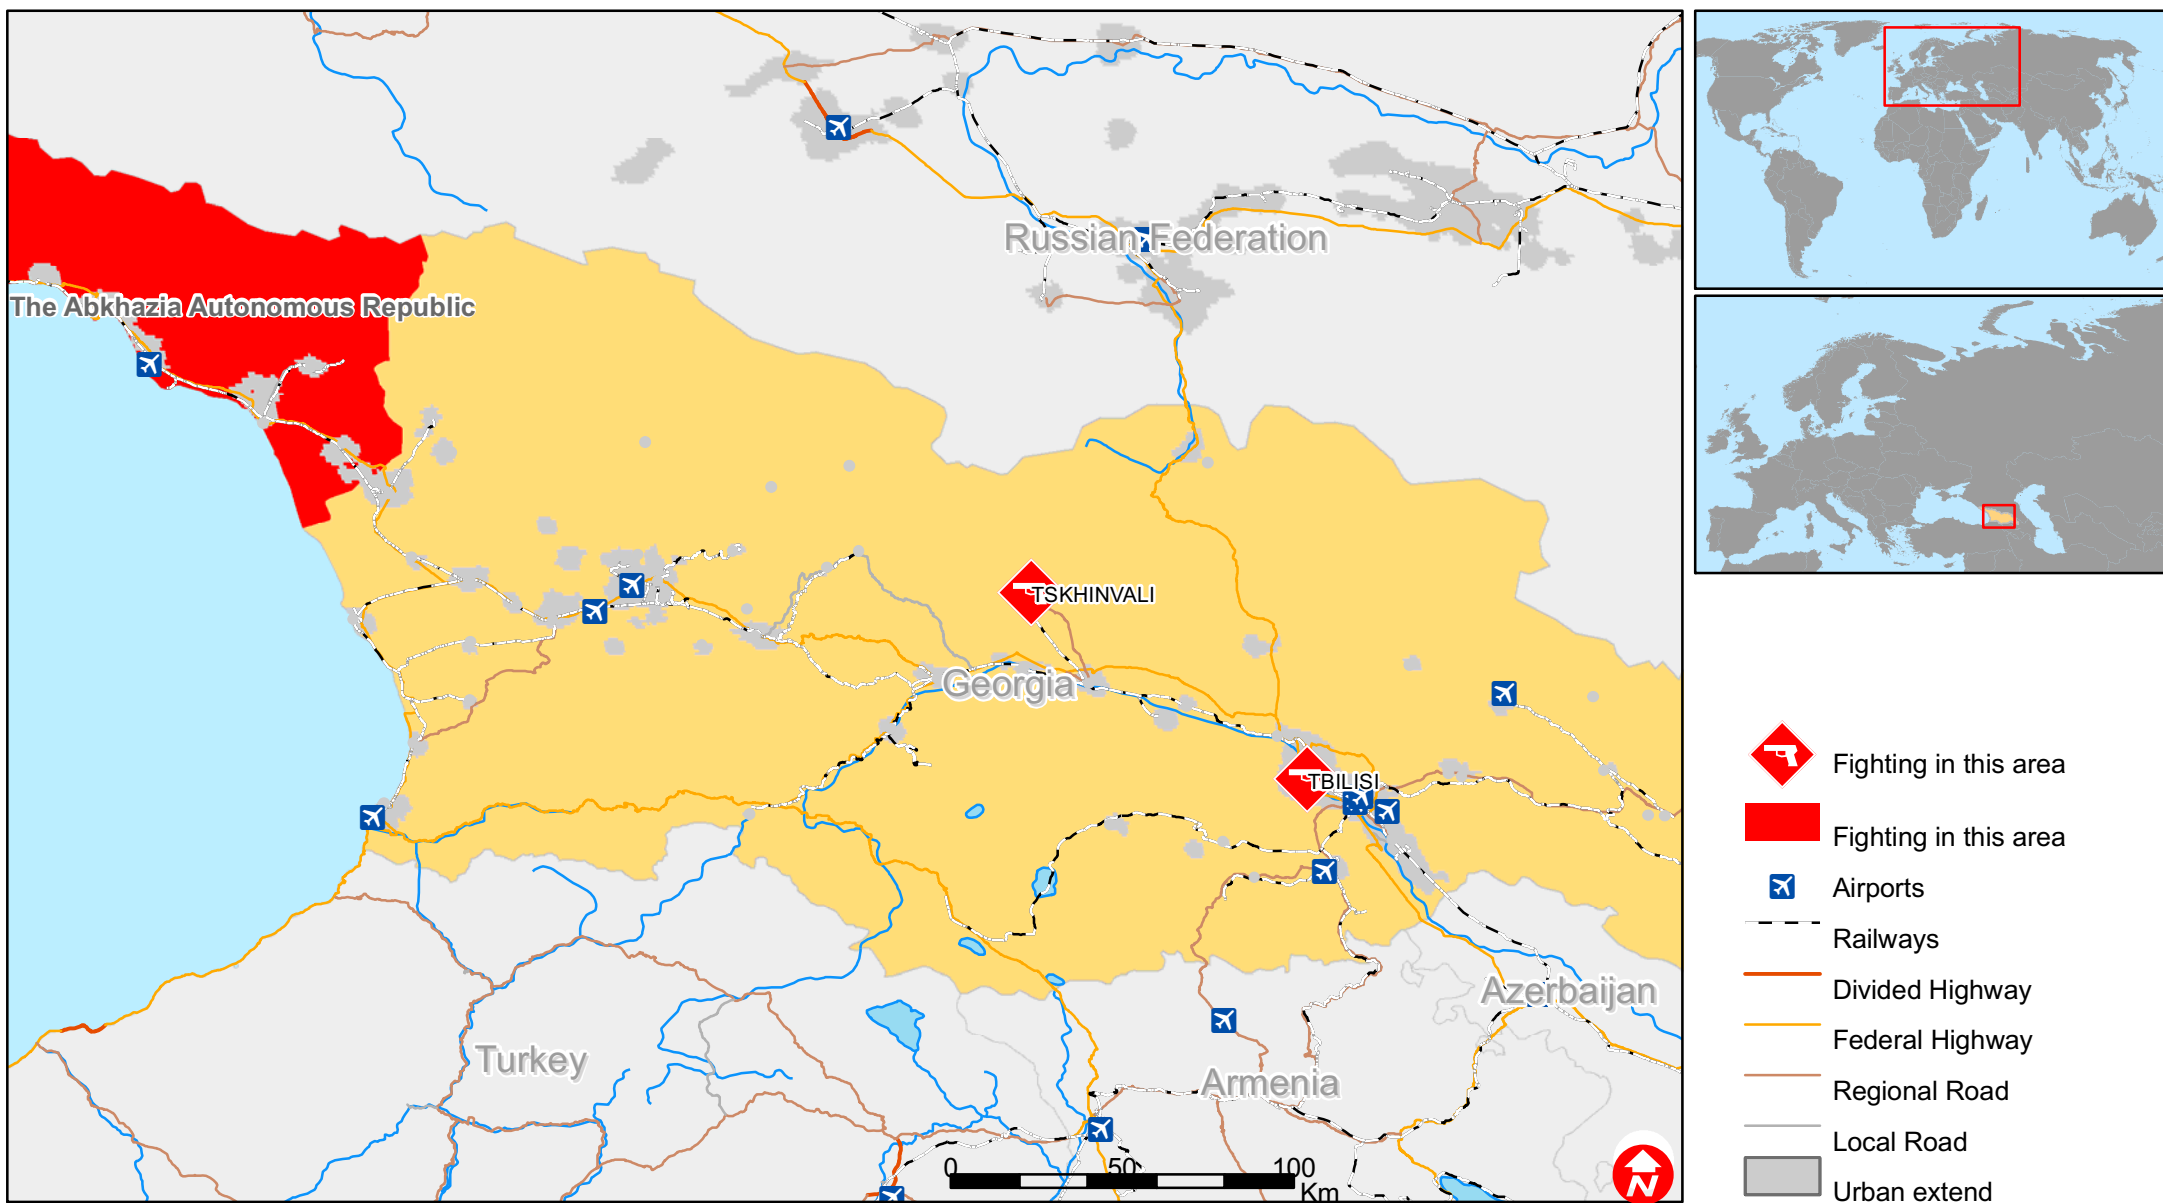 Russian Federation
The Abkhazia Autonomous Republic
TSKHINVALI
Georgia
TBILISI
Azerbaijan
Turkey
Armenia
0 50 100
Km
N
Fighting in this area
Fighting in this area
Airports
Railways
Divided Highway
Federal Highway
Regional Road
Local Road
Urban extend